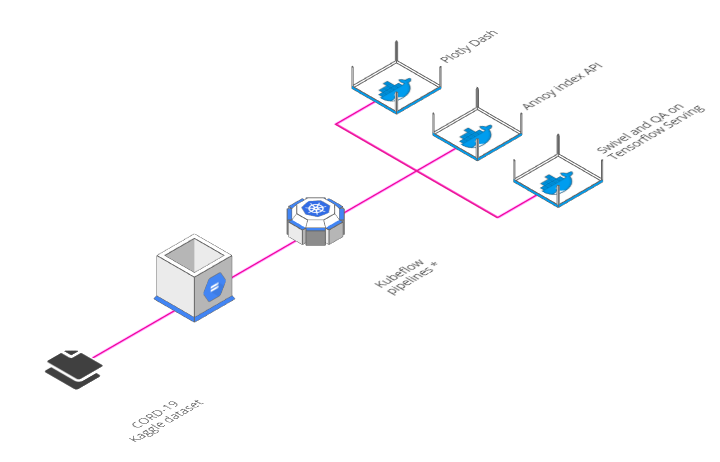 Plotly Dash
Annoy index API
Swivel and QA on
Tensorflow Serving
Kubeflow
pipelines *
CORD-19
Kaggle dataset